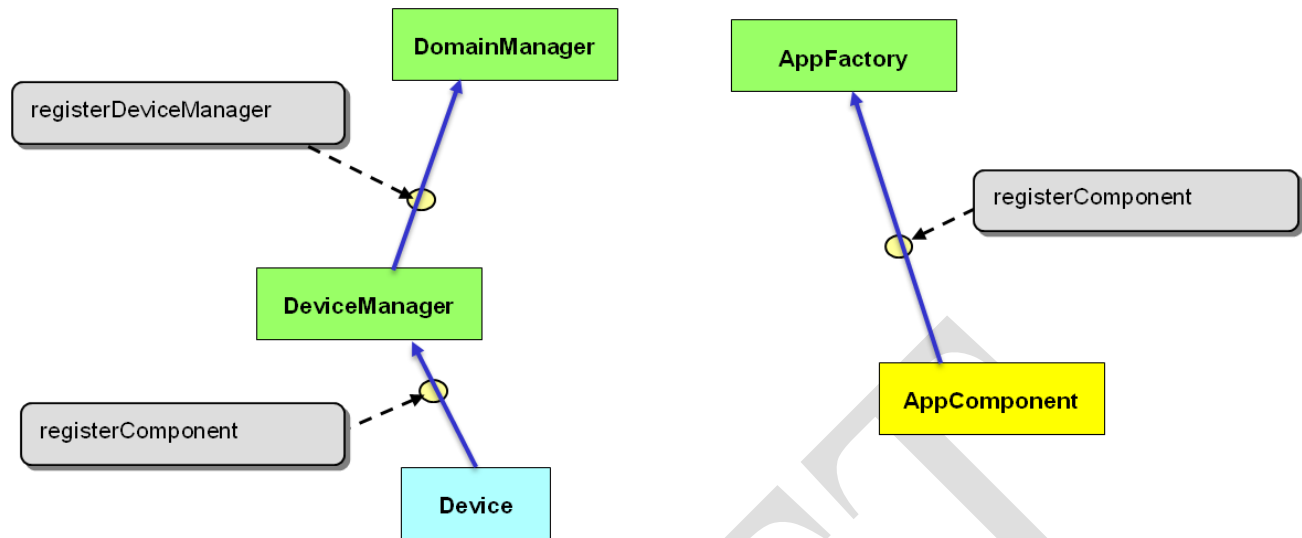 DomainManager
AppFactory
registerDeviceManager
registerComponent
DeviceManager
AppComponent
registerComponent
Device